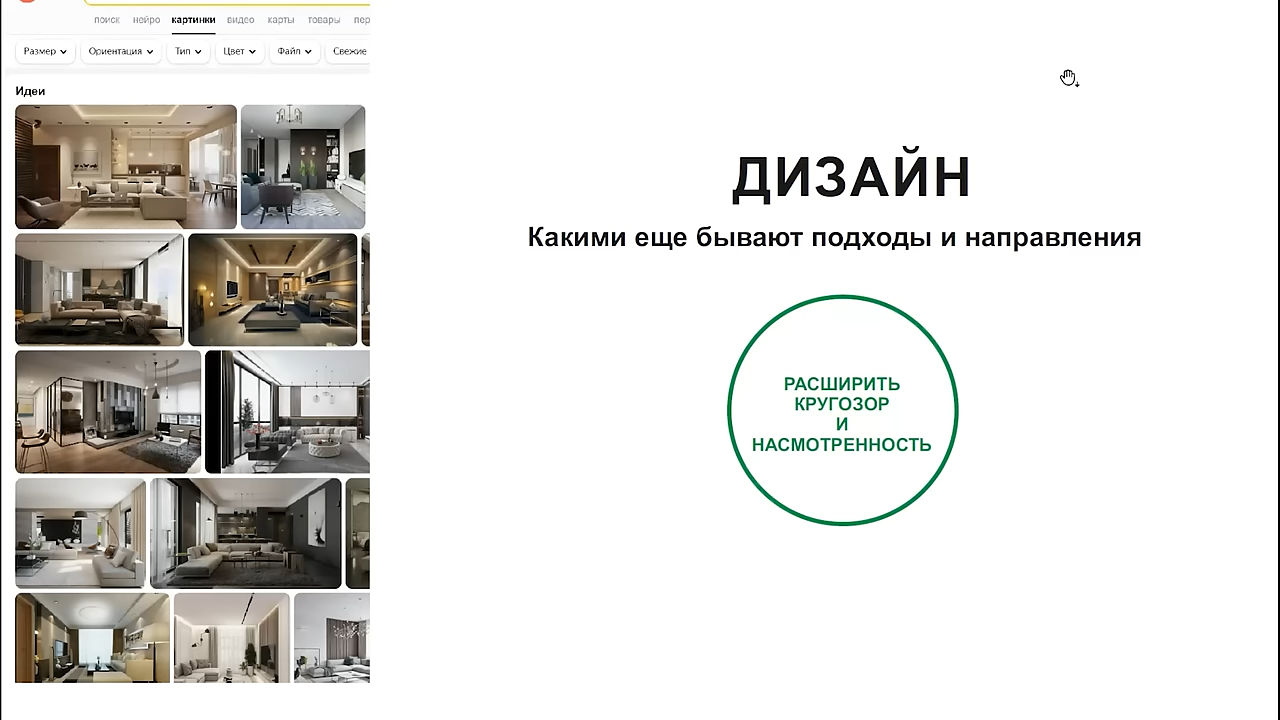 поиск нейро картинки видео карты товары пер
Размер Ориентация Тип Цвет Файл Свежие
Идеи
ДИЗАЙН
Какими еще бывают подходы и направления
РАСШИРИТЬ
КРУГОЗОР
И
НАСМОТРЕННОСТЬ